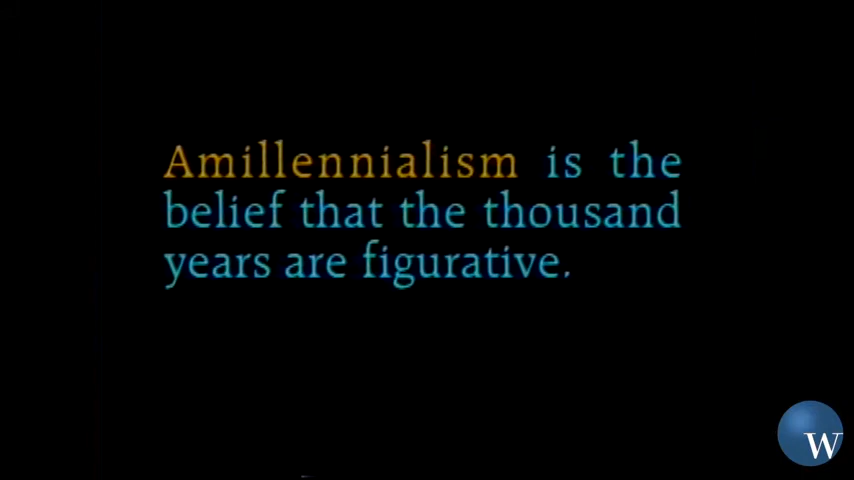 Amillennialism is the
belief that the thousand
years are figurative.
W